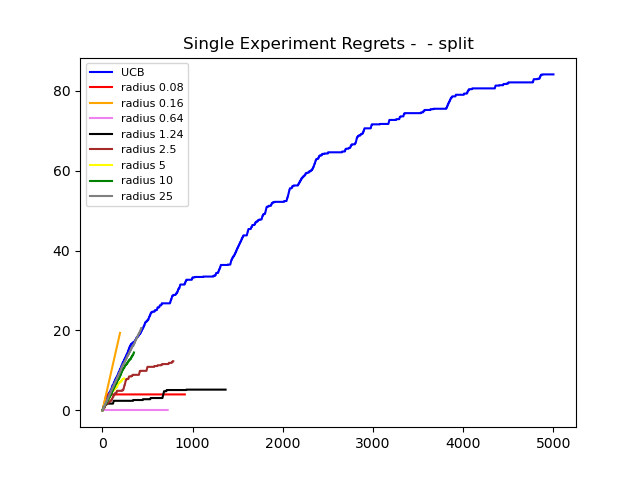 Single Experiment Regrets -  - split
UCB
radius 0.08
radius 0.16
radius 0.64
radius 1.24
radius 2.5
radius 5
radius 10
radius 25
80
60
40
20
0
0 1000 2000 3000 4000 5000